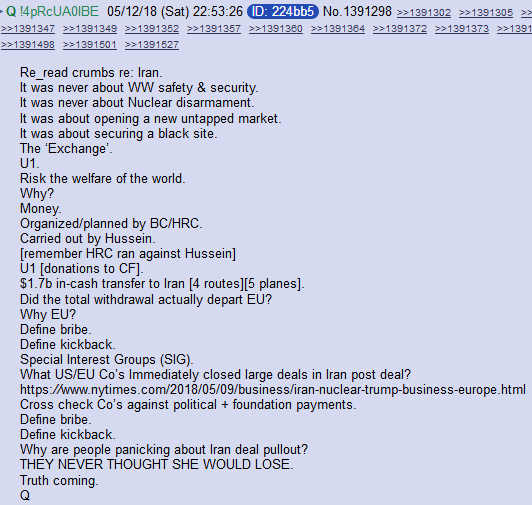 Q !4pRcUA0lBE 05/12/18 (Sat) 22:53:26 ID: 224bb5 No.1391298 >>1391302 >>1391305
>>1391347 >>1391349 >>1391352 >>1391357 >>1391360 >>1391364 >>1391372 >>1391373
>>1391498 >>1391501 >>1391527
Re_read crumbs re: Iran.
It was never about WW safety & security.
It was never about Nuclear disarmament.
It was about opening a new untapped market.
It was about securing a black site.
The ‘Exchange’.
U1.
Risk the welfare of the world.
Why?
Money.
Organized/planned by BC/HRC.
Carried out by Hussein.
[remember HRC ran against Hussein]
U1 [donations to CF].
$1.7b in-cash transfer to Iran [4 routes][5 planes].
Did the total withdrawal actually depart EU?
Why EU?
Define bribe.
Define kickback.
Special Interest Groups (SIG).
What US/EU Co’s Immediately closed large deals in Iran post deal?
https://www.nytimes.com/2018/05/09/business/iran-nuclear-trump-business-europe.html
Cross check Co’s against political + foundation payments.
Define bribe.
Define kickback.
Why are people panicking about Iran deal pullout?
THEY NEVER THOUGHT SHE WOULD LOSE.
Truth coming.
Q